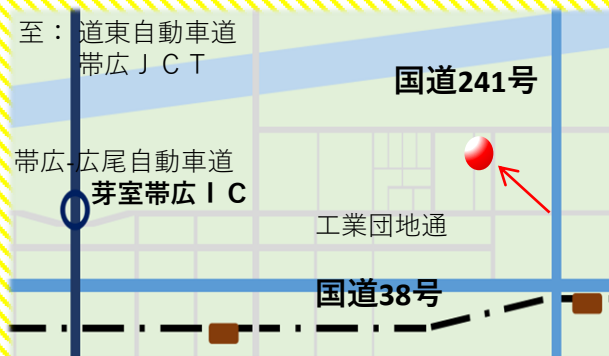 至：道東自動車道
帯広ＪＣＴ
国道241号
帯広-広尾自動車道
芽室帯広ＩＣ
工業団地通
国道38号